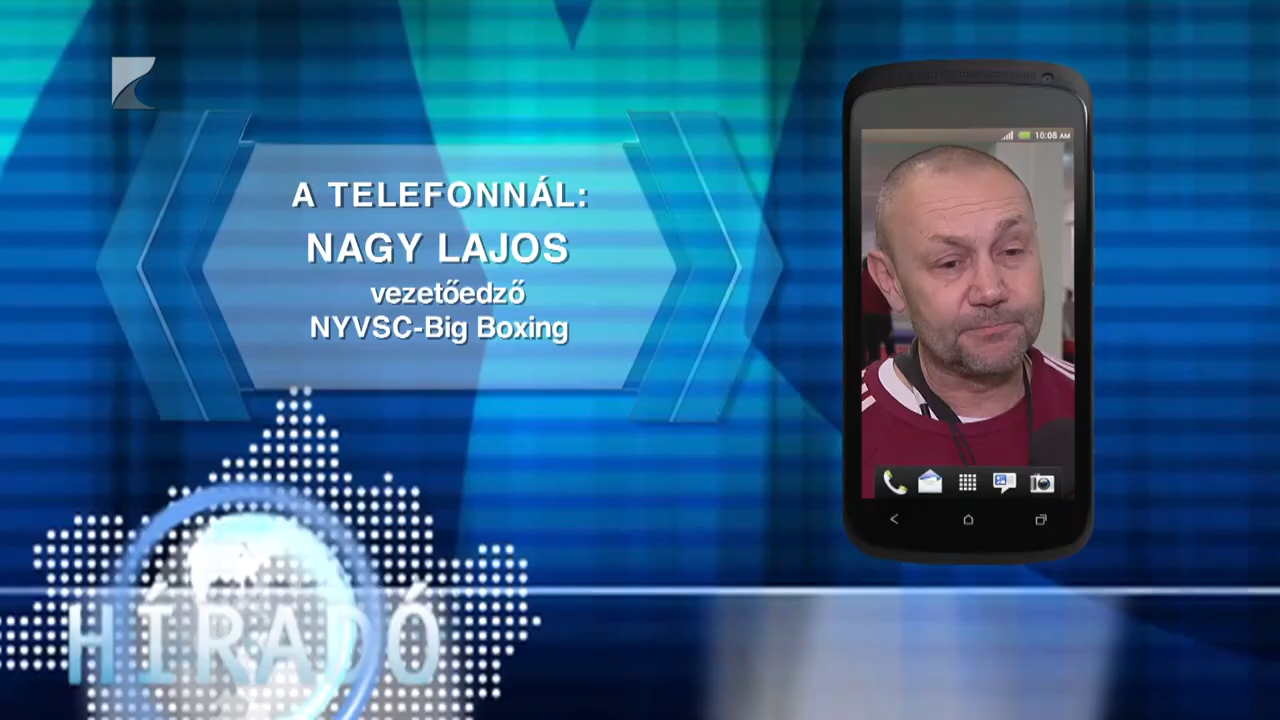 A TELEFONNÁL:
NAGY LAJOS
vezetőedző
NYVSC-Big Boxing
10:08 AM
HÍRADÓ